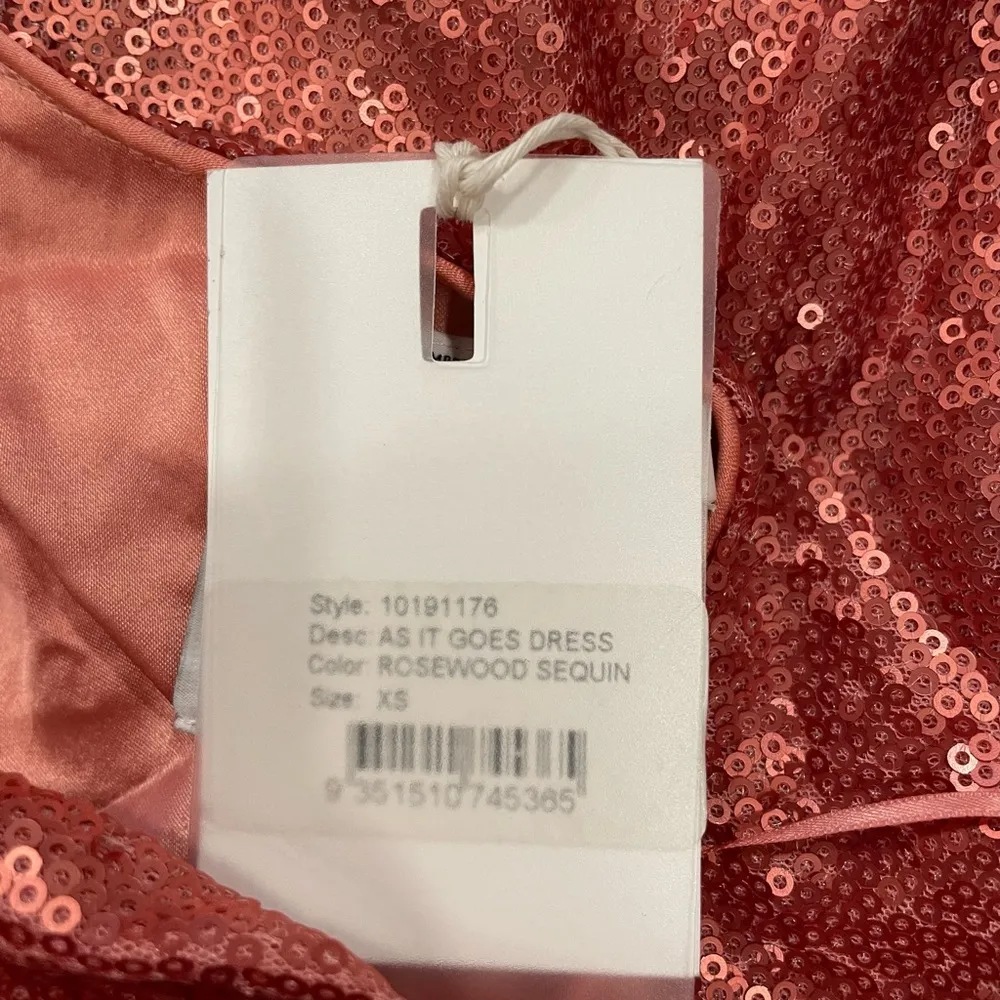 Style: 10191176
Desc: AS IT GOES DRESS
Color: ROSEWOOD SEQUIN
Size: XS
9 351510 745365